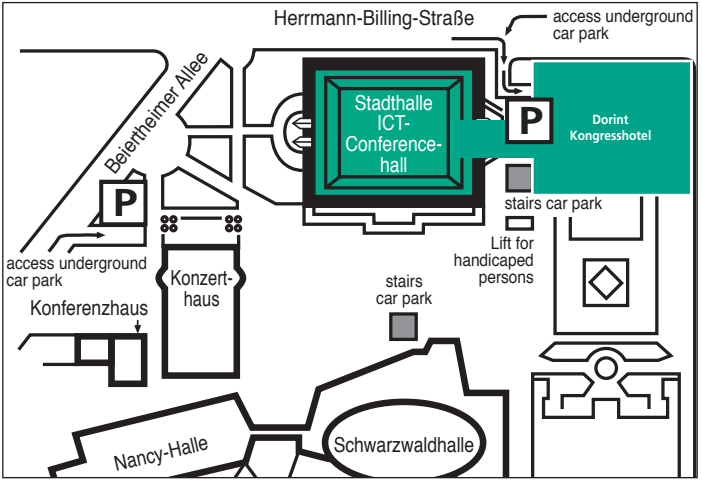 Herrmann-Billing-Straße
access underground
car park
Beiertheimer Allee
Stadthalle
ICT-
Conference-
hall
P
Dorint
Kongresshotel
P
stairs car park
access underground
car park
Konzert-
haus
Lift for
handicaped
persons
stairs
car park
Konferenzhaus
Nancy-Halle
Schwarzwaldhalle